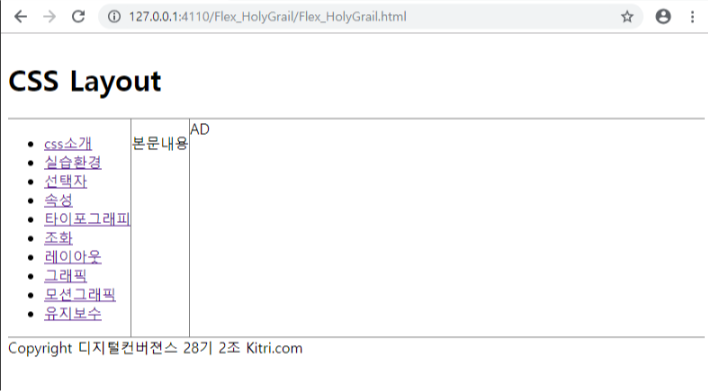 127.0.0.1:4110/Flex_HolyGrail/Flex_HolyGrail.html
CSS Layout
css소개
실습환경
선택자
속성
타이포그래피
조화
레이아웃
그래픽
모션그래픽
유지보수
본문내용
AD
Copyright 디지털컨버젼스 28기 2조 Kitri.com